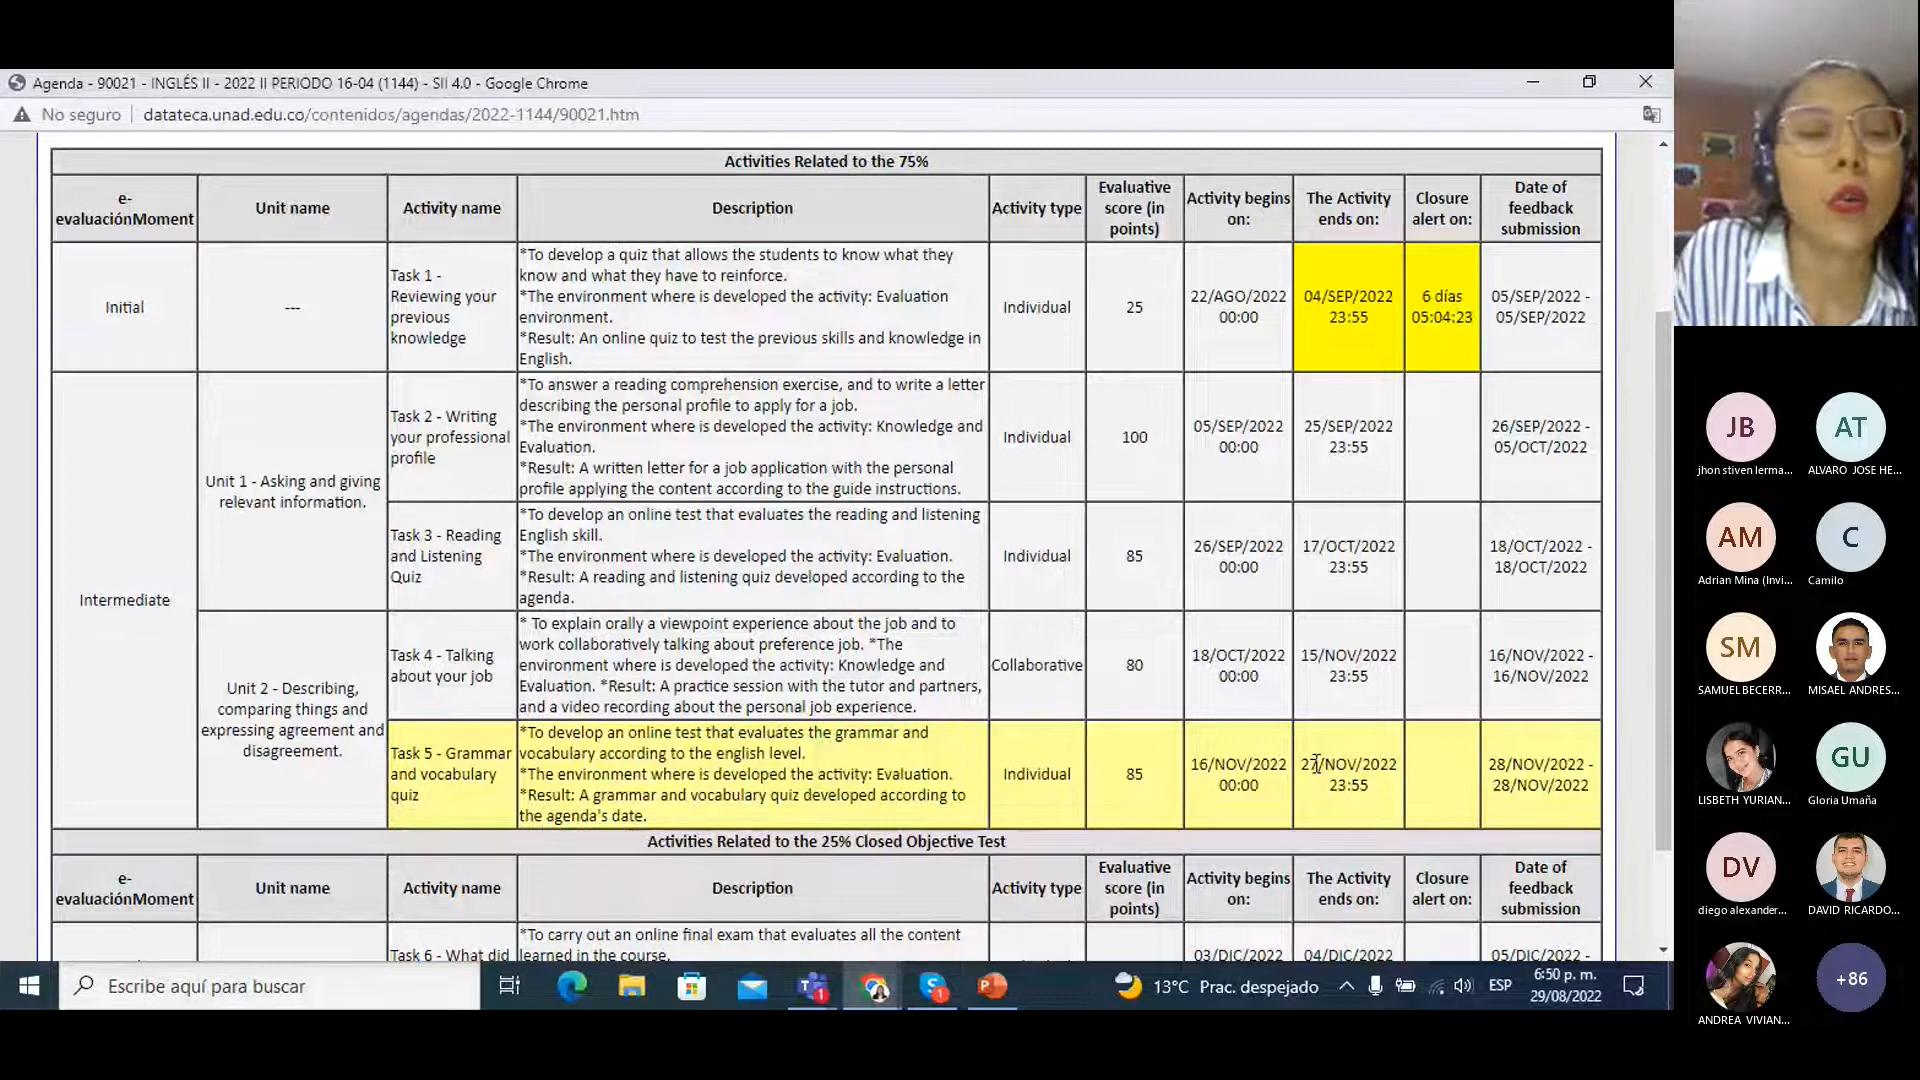 Agenda - 90021 - INGLÉS II - 2022 II PERIODO 16-04 (1144) - SII 4.0 - Google Chrome
No seguro
datateca.unad.edu.co/contenidos/agendas/2022-1144/90021.htm
Activities Related to the 75%
e-
evaluaciónMoment
Unit name
Activity name
Description
Activity type
Evaluative
score (in
points)
Activity begins
on:
The Activity
ends on:
Closure
alert on:
Date of
feedback
submission
Initial
---
Task 1 -
Reviewing your
previous
knowledge
*To develop a quiz that allows the students to know what they
know and what they have to reinforce.
*The environment where is developed the activity: Evaluation
environment.
*Result: An online quiz to test the previous skills and knowledge in
English.
Individual
25
22/AGO/2022
00:00
04/SEP/2022
23:55
6 días
05:04:23
05/SEP/2022 -
05/SEP/2022
Intermediate
Unit 1 - Asking and giving
relevant information.
Task 2 - Writing
your professional
profile
*To answer a reading comprehension exercise, and to write a letter
describing the personal profile to apply for a job.
*The environment where is developed the activity: Knowledge and
Evaluation.
*Result: A written letter for a job application with the personal
profile applying the content according to the guide instructions.
Individual
100
05/SEP/2022
00:00
25/SEP/2022
23:55
26/SEP/2022 -
05/OCT/2022
Task 3 - Reading
and Listening
Quiz
*To develop an online test that evaluates the reading and listening
English skill.
*The environment where is developed the activity: Evaluation.
*Result: A reading and listening quiz developed according to the
agenda.
Individual
85
26/SEP/2022
00:00
17/OCT/2022
23:55
18/OCT/2022 -
18/OCT/2022
Unit 2 - Describing,
comparing things and
expressing agreement and
disagreement.
Task 4 - Talking
about your job
* To explain orally a viewpoint experience about the job and to
work collaboratively talking about preference job. *The
environment where is developed the activity: Knowledge and
Evaluation. *Result: A practice session with the tutor and partners,
and a video recording about the personal job experience.
Collaborative
80
18/OCT/2022
00:00
15/NOV/2022
23:55
16/NOV/2022 -
16/NOV/2022
Task 5 - Grammar
and vocabulary
quiz
*To develop an online test that evaluates the grammar and
vocabulary according to the english level.
*The environment where is developed the activity: Evaluation.
*Result: A grammar and vocabulary quiz developed according to
the agenda's date.
Individual
85
16/NOV/2022
00:00
27/NOV/2022
23:55
28/NOV/2022 -
28/NOV/2022
Activities Related to the 25% Closed Objective Test
e-
evaluaciónMoment
Unit name
Activity name
Description
Activity type
Evaluative
score (in
points)
Activity begins
on:
The Activity
ends on:
Closure
alert on:
Date of
feedback
submission
Task 6 - What did
*To carry out an online final exam that evaluates all the content
learned in the course.
03/DIC/2022
04/DIC/2022
05/DIC/2022 -
Escribe aquí para buscar
1
1
13°C Prac. despejado
ESP
6:50 p. m.
29/08/2022
JB
jhon stiven lerma...
AT
ALVARO JOSE HE...
AM
Adrian Mina (Invi...
C
Camilo
SM
SAMUEL BECERR...
MISAEL ANDRES...
LISBETH YURIAN...
GU
Gloria Umaña
DV
diego alexander...
DAVID RICARDO...
ANDREA VIVIAN...
+86